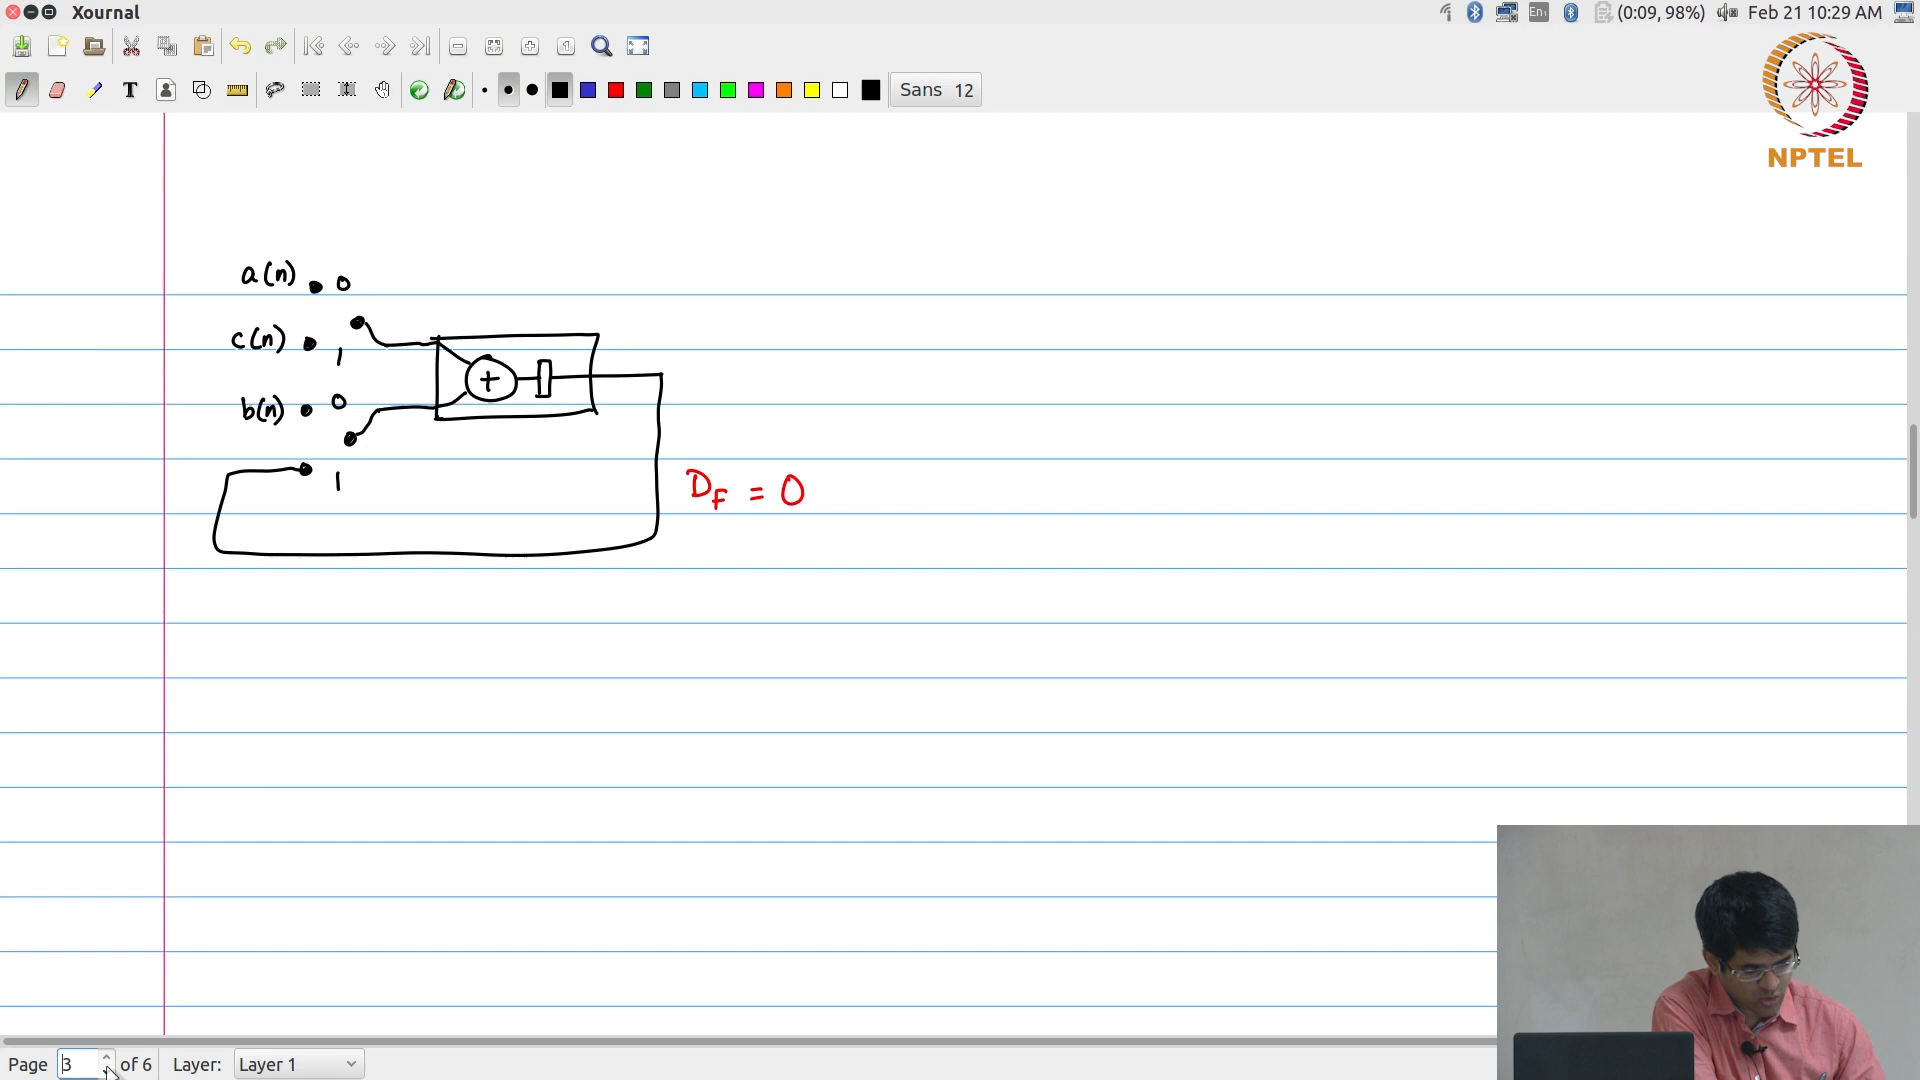 Xournal
En1
(0:09, 98%)
Feb 21 10:29 AM
Sans 12
NPTEL
a(n) 0
c(n) 1
b(n) 0
1
+
D_F = 0
Page 3 of 6 Layer: Layer 1